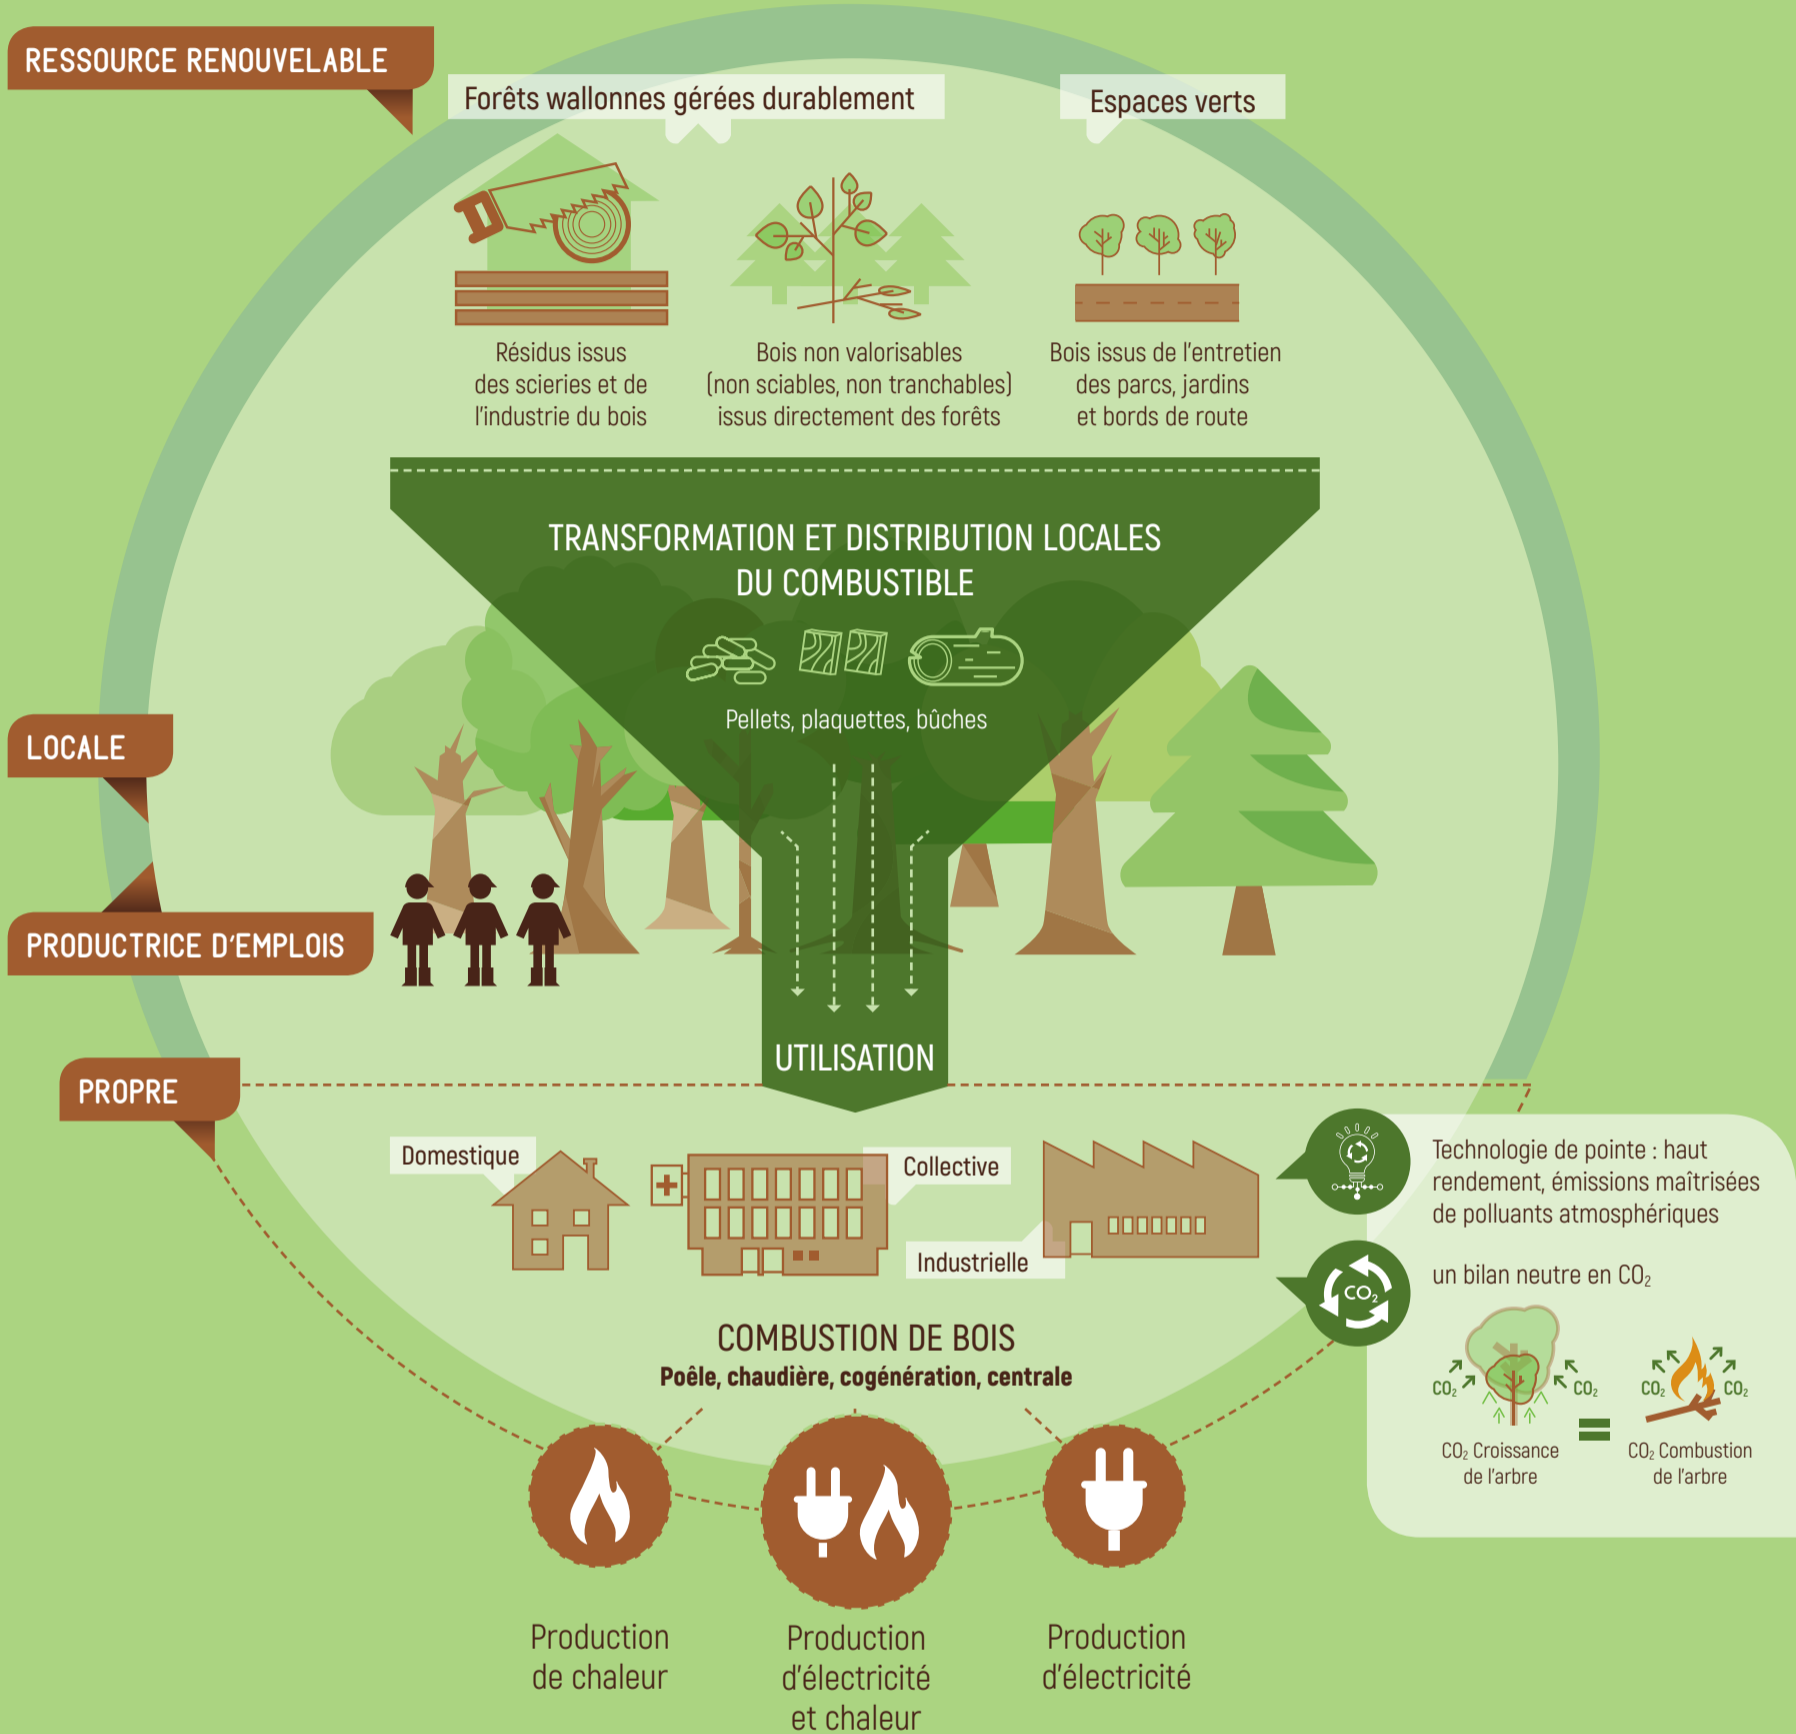 RESSOURCE RENOUVELABLE
Forêts wallonnes gérées durablement
Espaces verts
Résidus issus
des scieries et de
l'industrie du bois
Bois non valorisables
(non sciables, non tranchables)
issus directement des forêts
Bois issus de l'entretien
des parcs, jardins
et bords de route
TRANSFORMATION ET DISTRIBUTION LOCALES
DU COMBUSTIBLE
Pellets, plaquettes, bûches
LOCALE
PRODUCTRICE D'EMPLOIS
UTILISATION
PROPRE
Domestique
Collective
Industrielle
Technologie de pointe : haut
rendement, émissions maîtrisées
de polluants atmosphériques
CO₂
un bilan neutre en CO₂
CO₂
CO₂
CO₂
CO₂
CO₂ Croissance
de l'arbre
CO₂ Combustion
de l'arbre
COMBUSTION DE BOIS
Poêle, chaudière, cogénération, centrale
Production
de chaleur
Production
d'électricité
et chaleur
Production
d'électricité